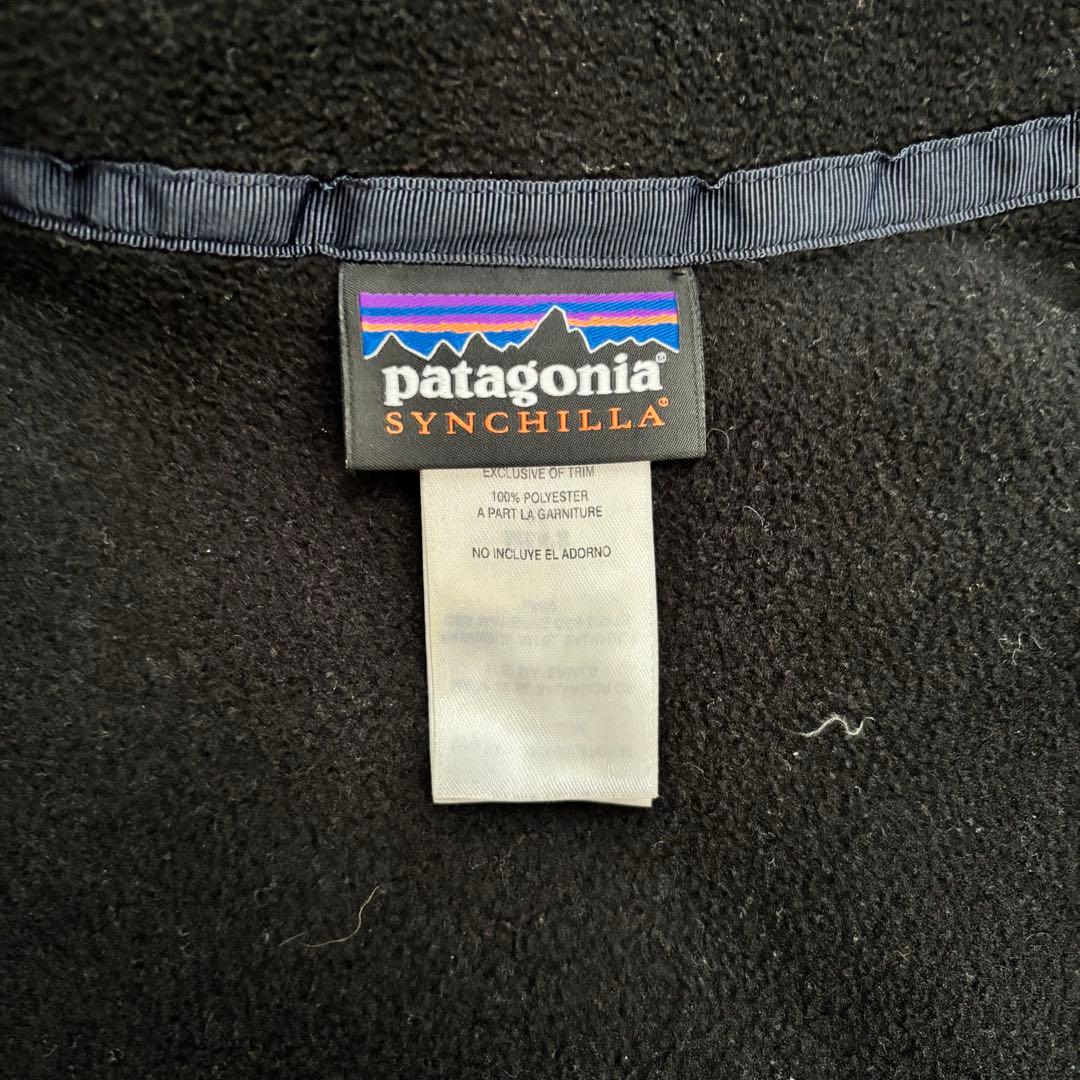 patagonia®
SYNCHILLA®
EXCLUSIVE OF TRIM
100% POLYESTER
A PART LA GARNITURE
NO INCLUYE EL ADORNO